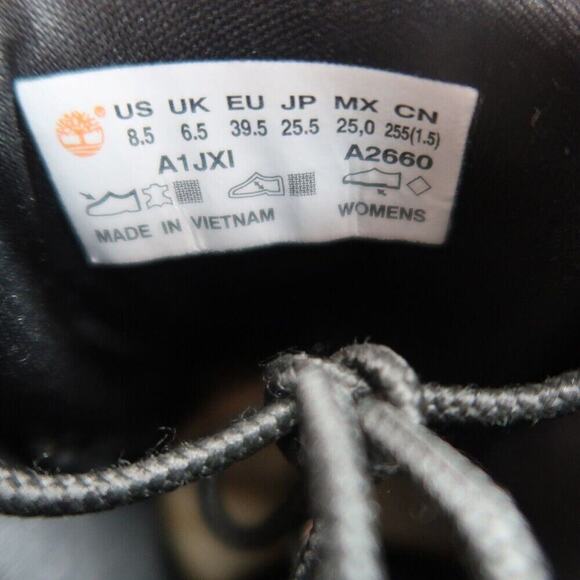 US UK EU JP MX CN
8.5 6.5 39.5 25.5 25,0 255(1.5)
A1JXI A2660
MADE IN VIETNAM WOMENS